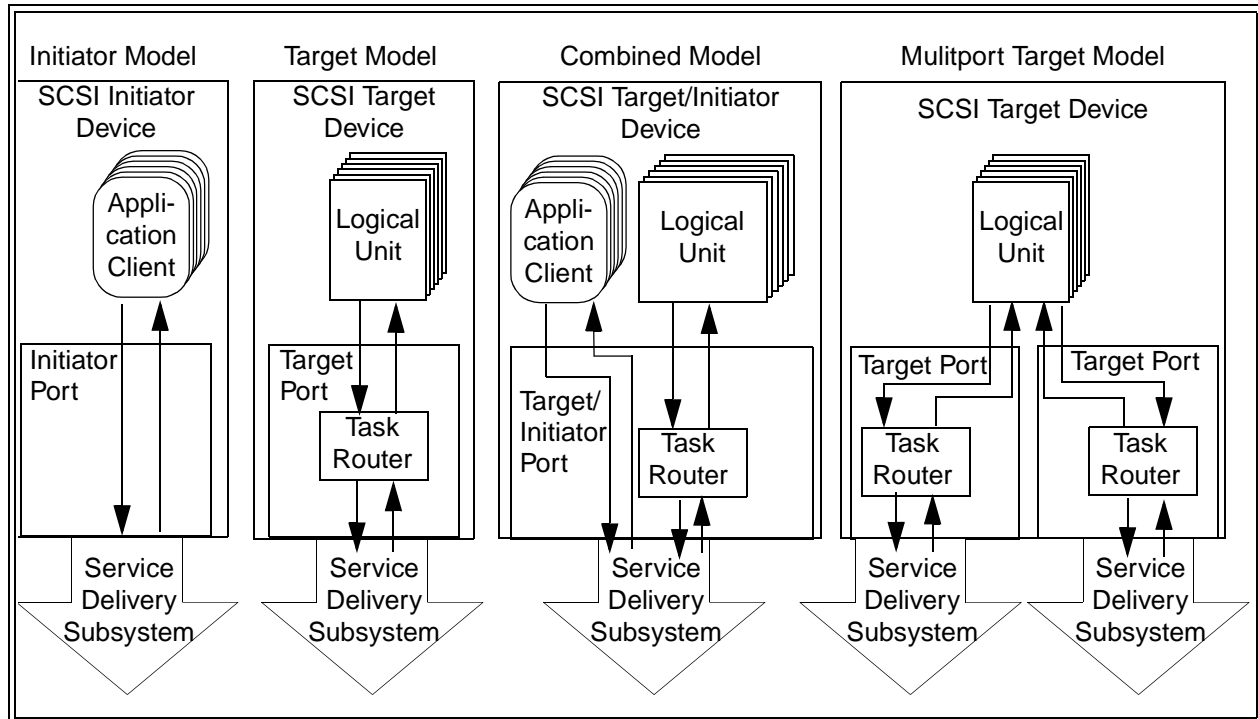 Initiator Model
SCSI Initiator
Device
Appli-
cation
Client
Initiator
Port
Service
Delivery
Subsystem
Target Model
SCSI Target
Device
Logical
Unit
Target
Port
Task
Router
Service
Delivery
Subsystem
Combined Model
SCSI Target/Initiator
Device
Appli-
cation
Client
Logical
Unit
Target/
Initiator
Port
Task
Router
Service
Delivery
Subsystem
Mulitport Target Model
SCSI Target Device
Logical
Unit
Target Port
Task
Router
Service
Delivery
Subsystem
Target Port
Task
Router
Service
Delivery
Subsystem